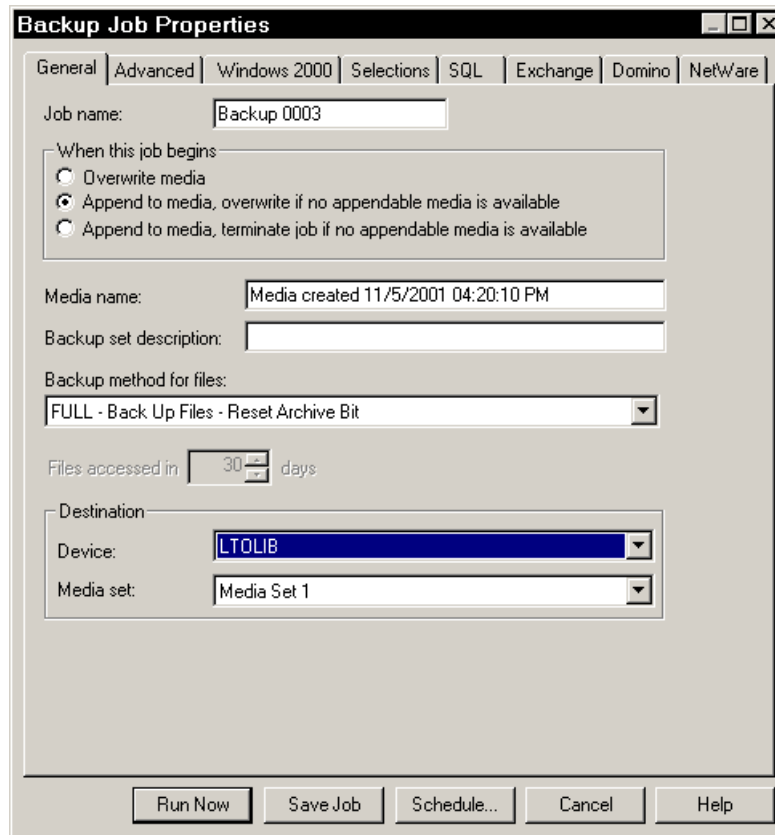 Backup Job Properties
General Advanced Windows 2000 Selections SQL Exchange Domino NetWare
Job name: Backup 0003
When this job begins
Overwrite media
Append to media, overwrite if no appendable media is available
Append to media, terminate job if no appendable media is available
Media name: Media created 11/5/2001 04:20:10 PM
Backup set description:
Backup method for files:
FULL - Back Up Files - Reset Archive Bit
Files accessed in 30 days
Destination
Device: LTOLIB
Media set: Media Set 1
Run Now Save Job Schedule... Cancel Help